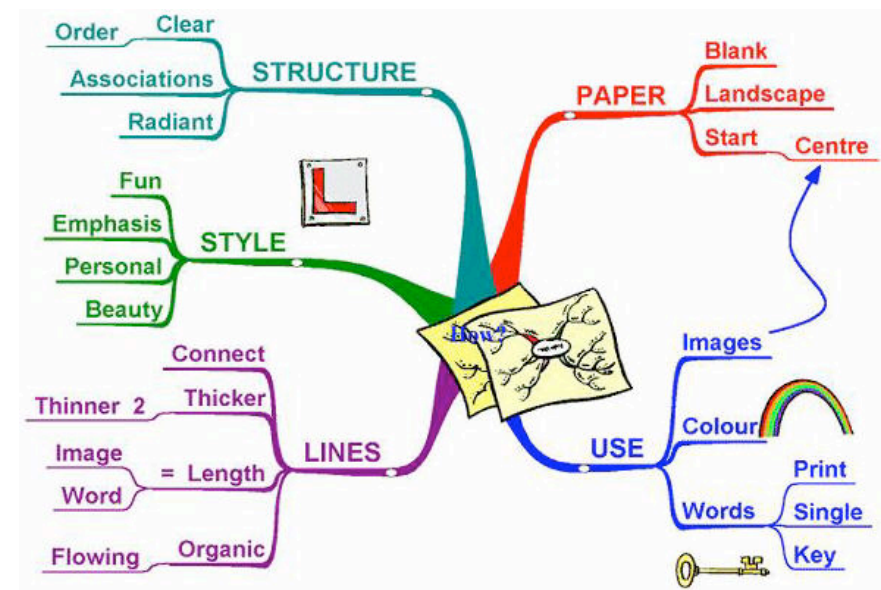 STRUCTURE
Clear
Order
Associations
Radiant
PAPER
Blank
Landscape
Start
Centre
L
STYLE
Fun
Emphasis
Personal
Beauty
How?
USE
Images
Colour
Words
Print
Single
Key
LINES
Connect
Thicker
Thinner 2
= Length
Image
Word
Organic
Flowing